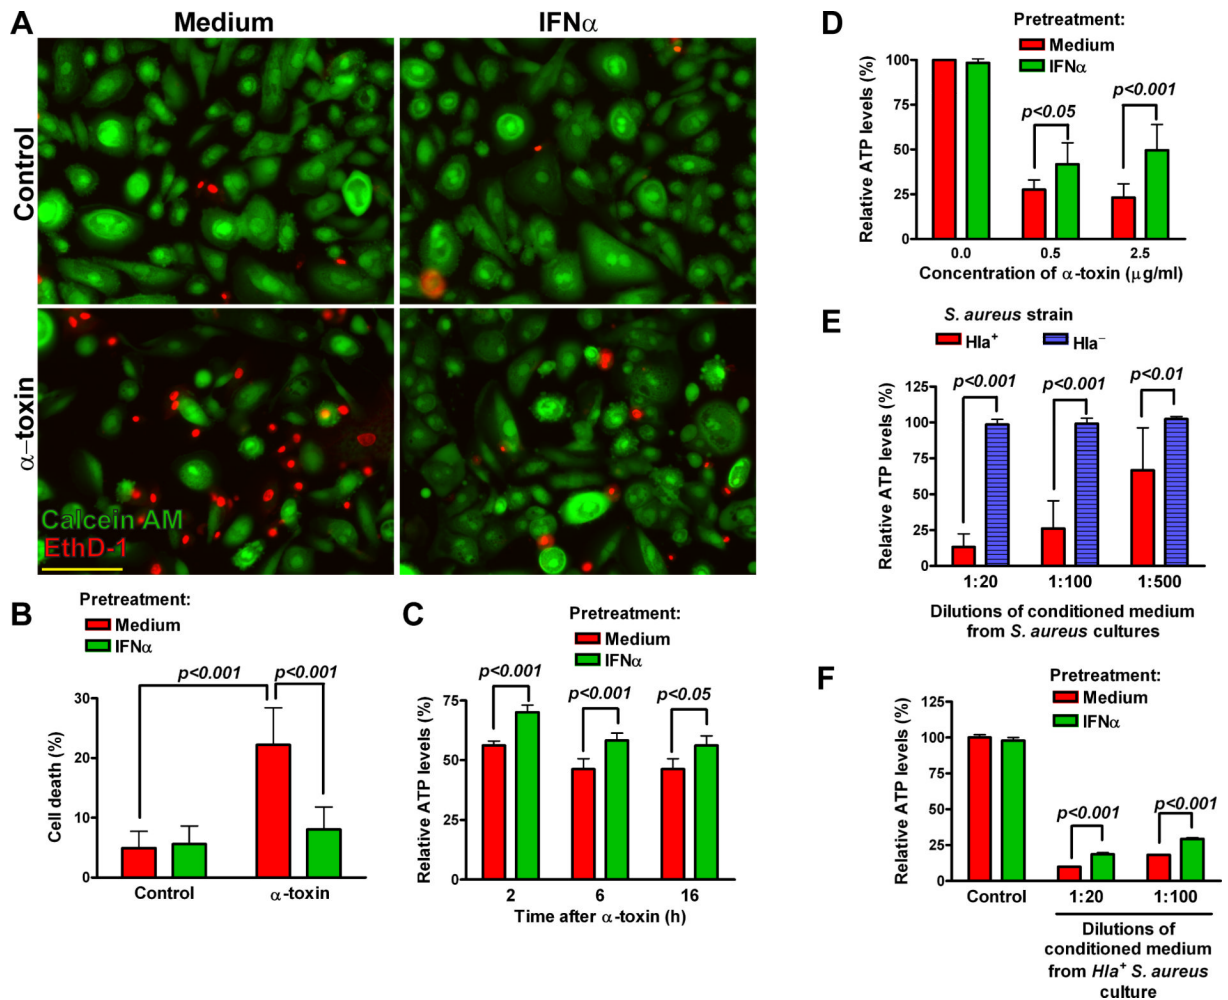 A
Medium
IFNα
Control
α-toxin
Calcein AM
EthD-1
B
Pretreatment:
Medium
IFNα
p<0.001
p<0.001
Cell death (%)
30
20
10
0
Control
α-toxin
C
Pretreatment:
Medium
IFNα
p<0.001
p<0.001
p<0.05
Relative ATP levels (%)
75
50
25
0
2
6
16
Time after α-toxin (h)
D
Pretreatment:
Medium
IFNα
p<0.05
p<0.001
Relative ATP levels (%)
100
75
50
25
0
0.0
0.5
2.5
Concentration of α-toxin (μg/ml)
E
S. aureus strain
Hla⁺
Hla⁻
p<0.001
p<0.001
p<0.01
Relative ATP levels (%)
125
100
75
50
25
0
1:20
1:100
1:500
Dilutions of conditioned medium
from S. aureus cultures
F
Pretreatment:
Medium
IFNα
p<0.001
p<0.001
Relative ATP levels (%)
125
100
75
50
25
0
Control
1:20
1:100
Dilutions of
conditioned medium
from Hla⁺ S. aureus
culture